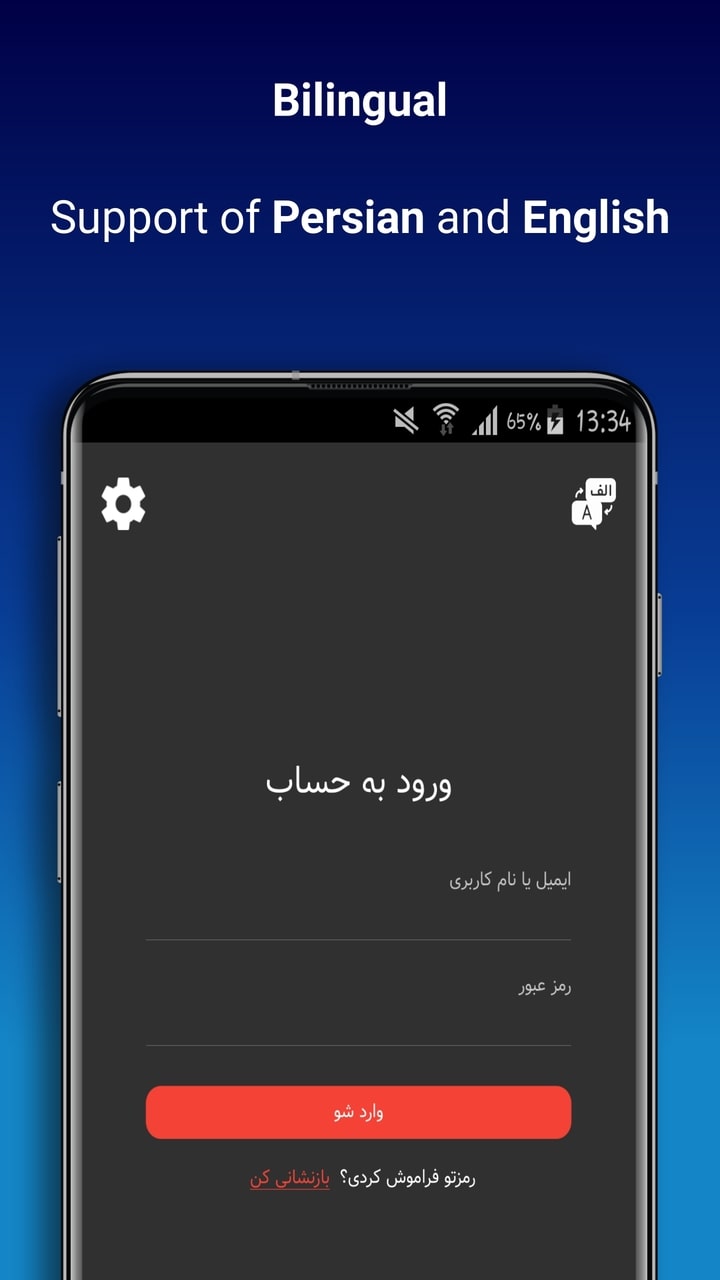 Bilingual
Support of Persian and English
65% 13:34
الف
A
ورود به حساب
ایمیل یا نام کاربری
رمز عبور
وارد شو
رمزتو فراموش کردی؟ بازنشانی کن